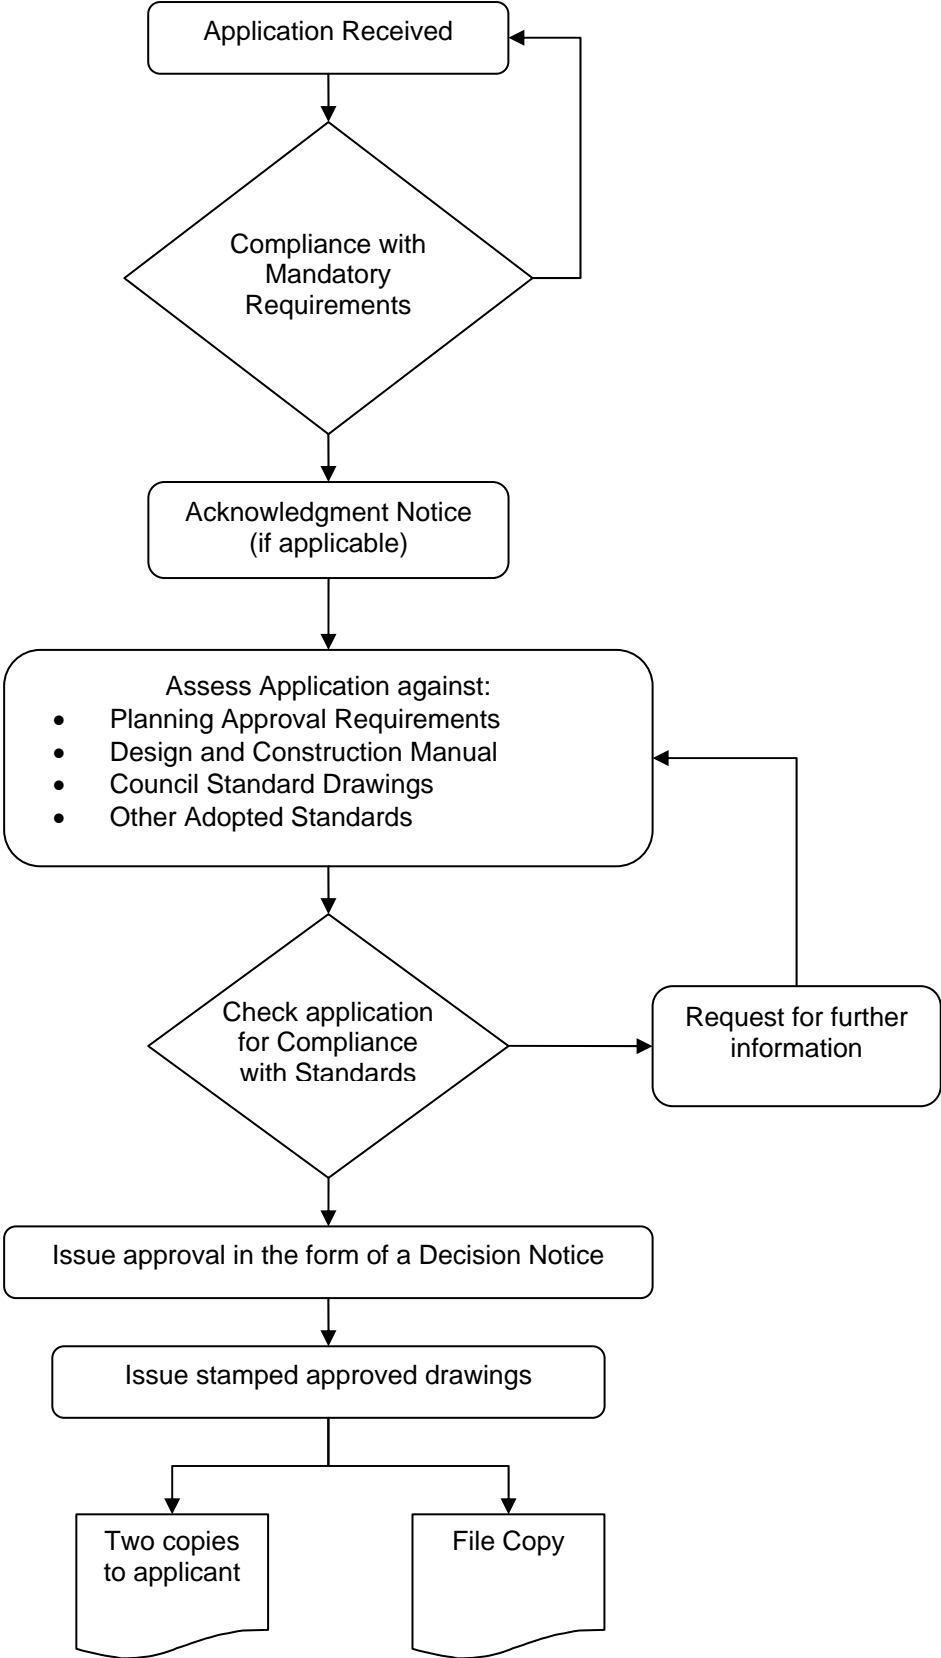 Application Received
Compliance with
Mandatory
Requirements
Acknowledgment Notice
(if applicable)
Assess Application against:
• Planning Approval Requirements
• Design and Construction Manual
• Council Standard Drawings
• Other Adopted Standards
Check application
for Compliance
with Standards
Request for further
information
Issue approval in the form of a Decision Notice
Issue stamped approved drawings
Two copies
to applicant
File Copy